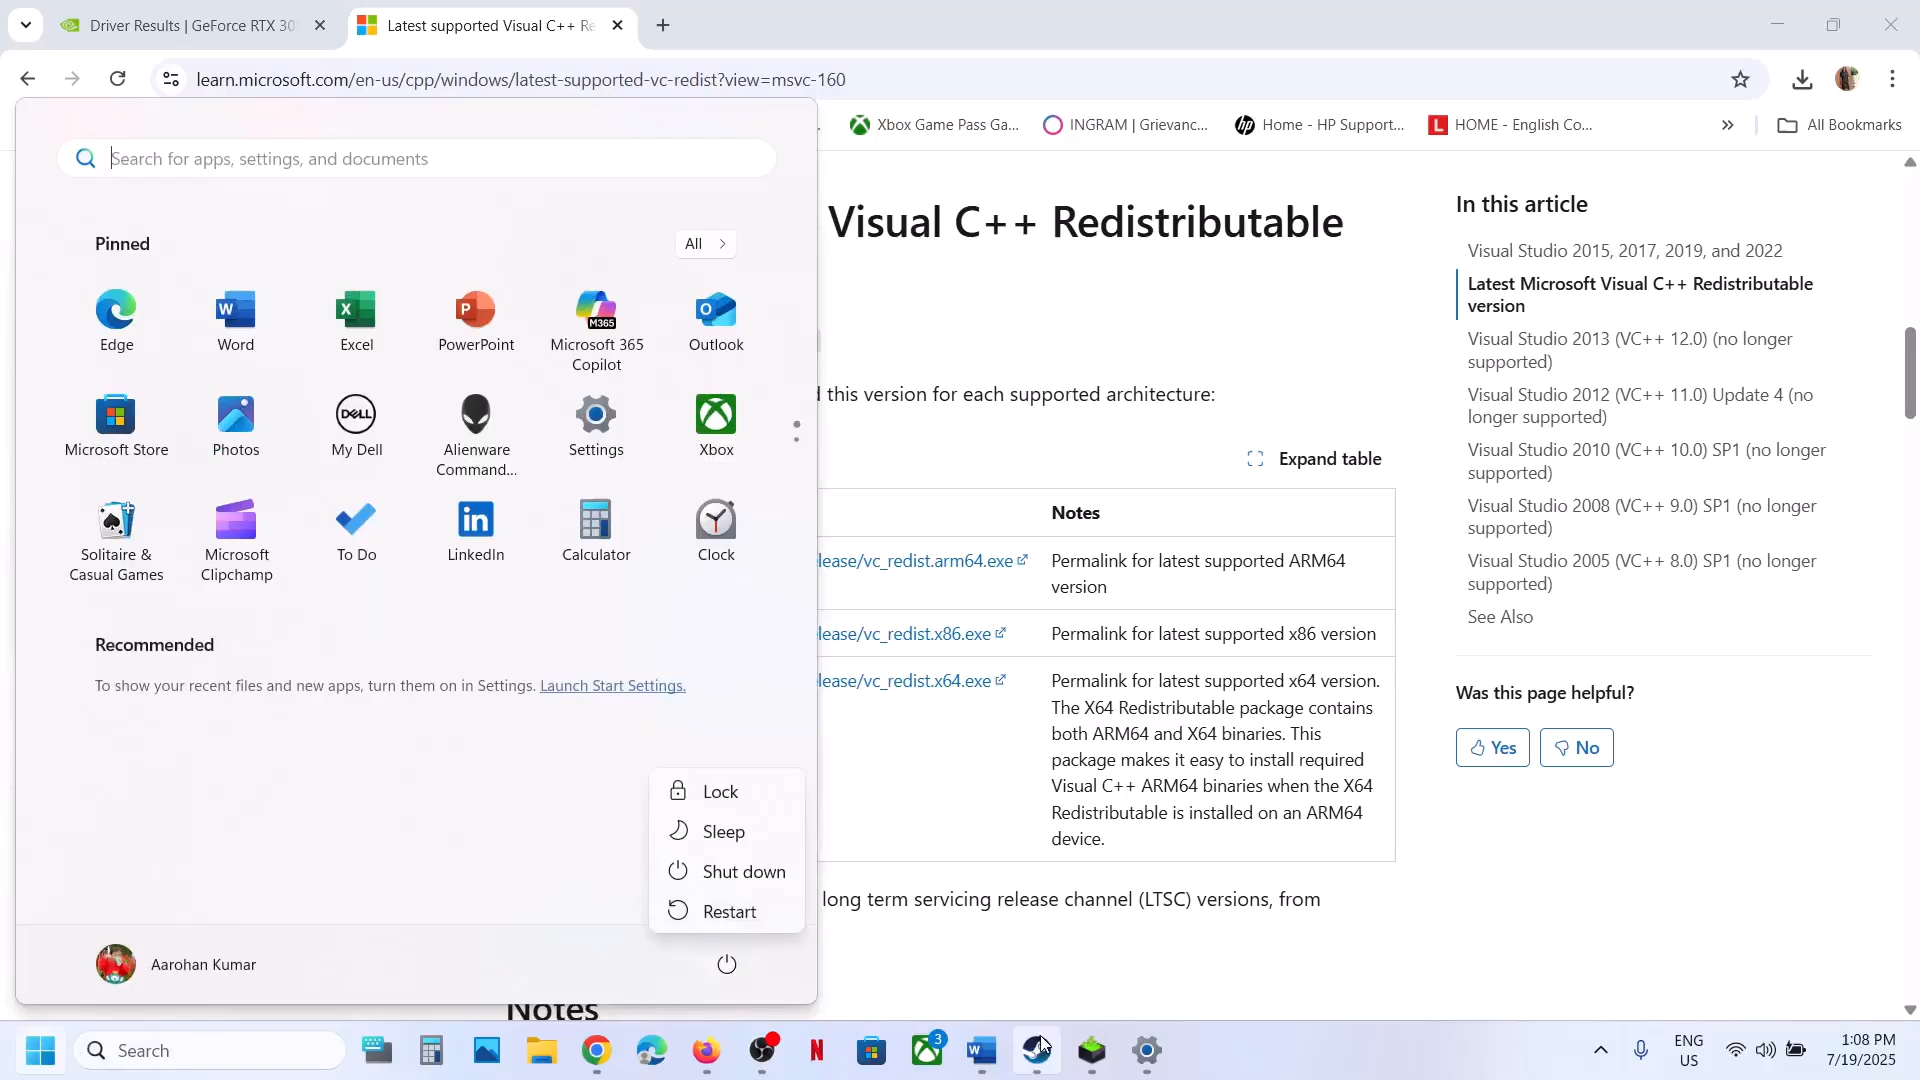 Driver Results | GeForce RTX 30
Latest supported Visual C++ Re
learn.microsoft.com/en-us/cpp/windows/latest-supported-vc-redist?view=msvc-160
Xbox Game Pass Ga...
INGRAM | Grievanc...
Home - HP Support...
HOME - English Co...
All Bookmarks
Search for apps, settings, and documents
Pinned
All
Edge
Word
Excel
PowerPoint
Microsoft 365
Copilot
Outlook
Microsoft Store
Photos
My Dell
Alienware
Command...
Settings
Xbox
Solitaire &
Casual Games
Microsoft
Clipchamp
To Do
LinkedIn
Calculator
Clock
Recommended
To show your recent files and new apps, turn them on in Settings. Launch Start Settings.
Lock
Sleep
Shut down
Restart
Aarohan Kumar
Visual C++ Redistributable
this version for each supported architecture:
Expand table
Notes
lease/vc_redist.arm64.exe
Permalink for latest supported ARM64
version
lease/vc_redist.x86.exe
Permalink for latest supported x86 version
lease/vc_redist.x64.exe
Permalink for latest supported x64 version.
The X64 Redistributable package contains
both ARM64 and X64 binaries. This
package makes it easy to install required
Visual C++ ARM64 binaries when the X64
Redistributable is installed on an ARM64
device.
long term servicing release channel (LTSC) versions, from
Notes
In this article
Visual Studio 2015, 2017, 2019, and 2022
Latest Microsoft Visual C++ Redistributable
version
Visual Studio 2013 (VC++ 12.0) (no longer
supported)
Visual Studio 2012 (VC++ 11.0) Update 4 (no
longer supported)
Visual Studio 2010 (VC++ 10.0) SP1 (no longer
supported)
Visual Studio 2008 (VC++ 9.0) SP1 (no longer
supported)
Visual Studio 2005 (VC++ 8.0) SP1 (no longer
supported)
See Also
Was this page helpful?
Yes
No
Search
3
ENG
US
1:08 PM
7/19/2025